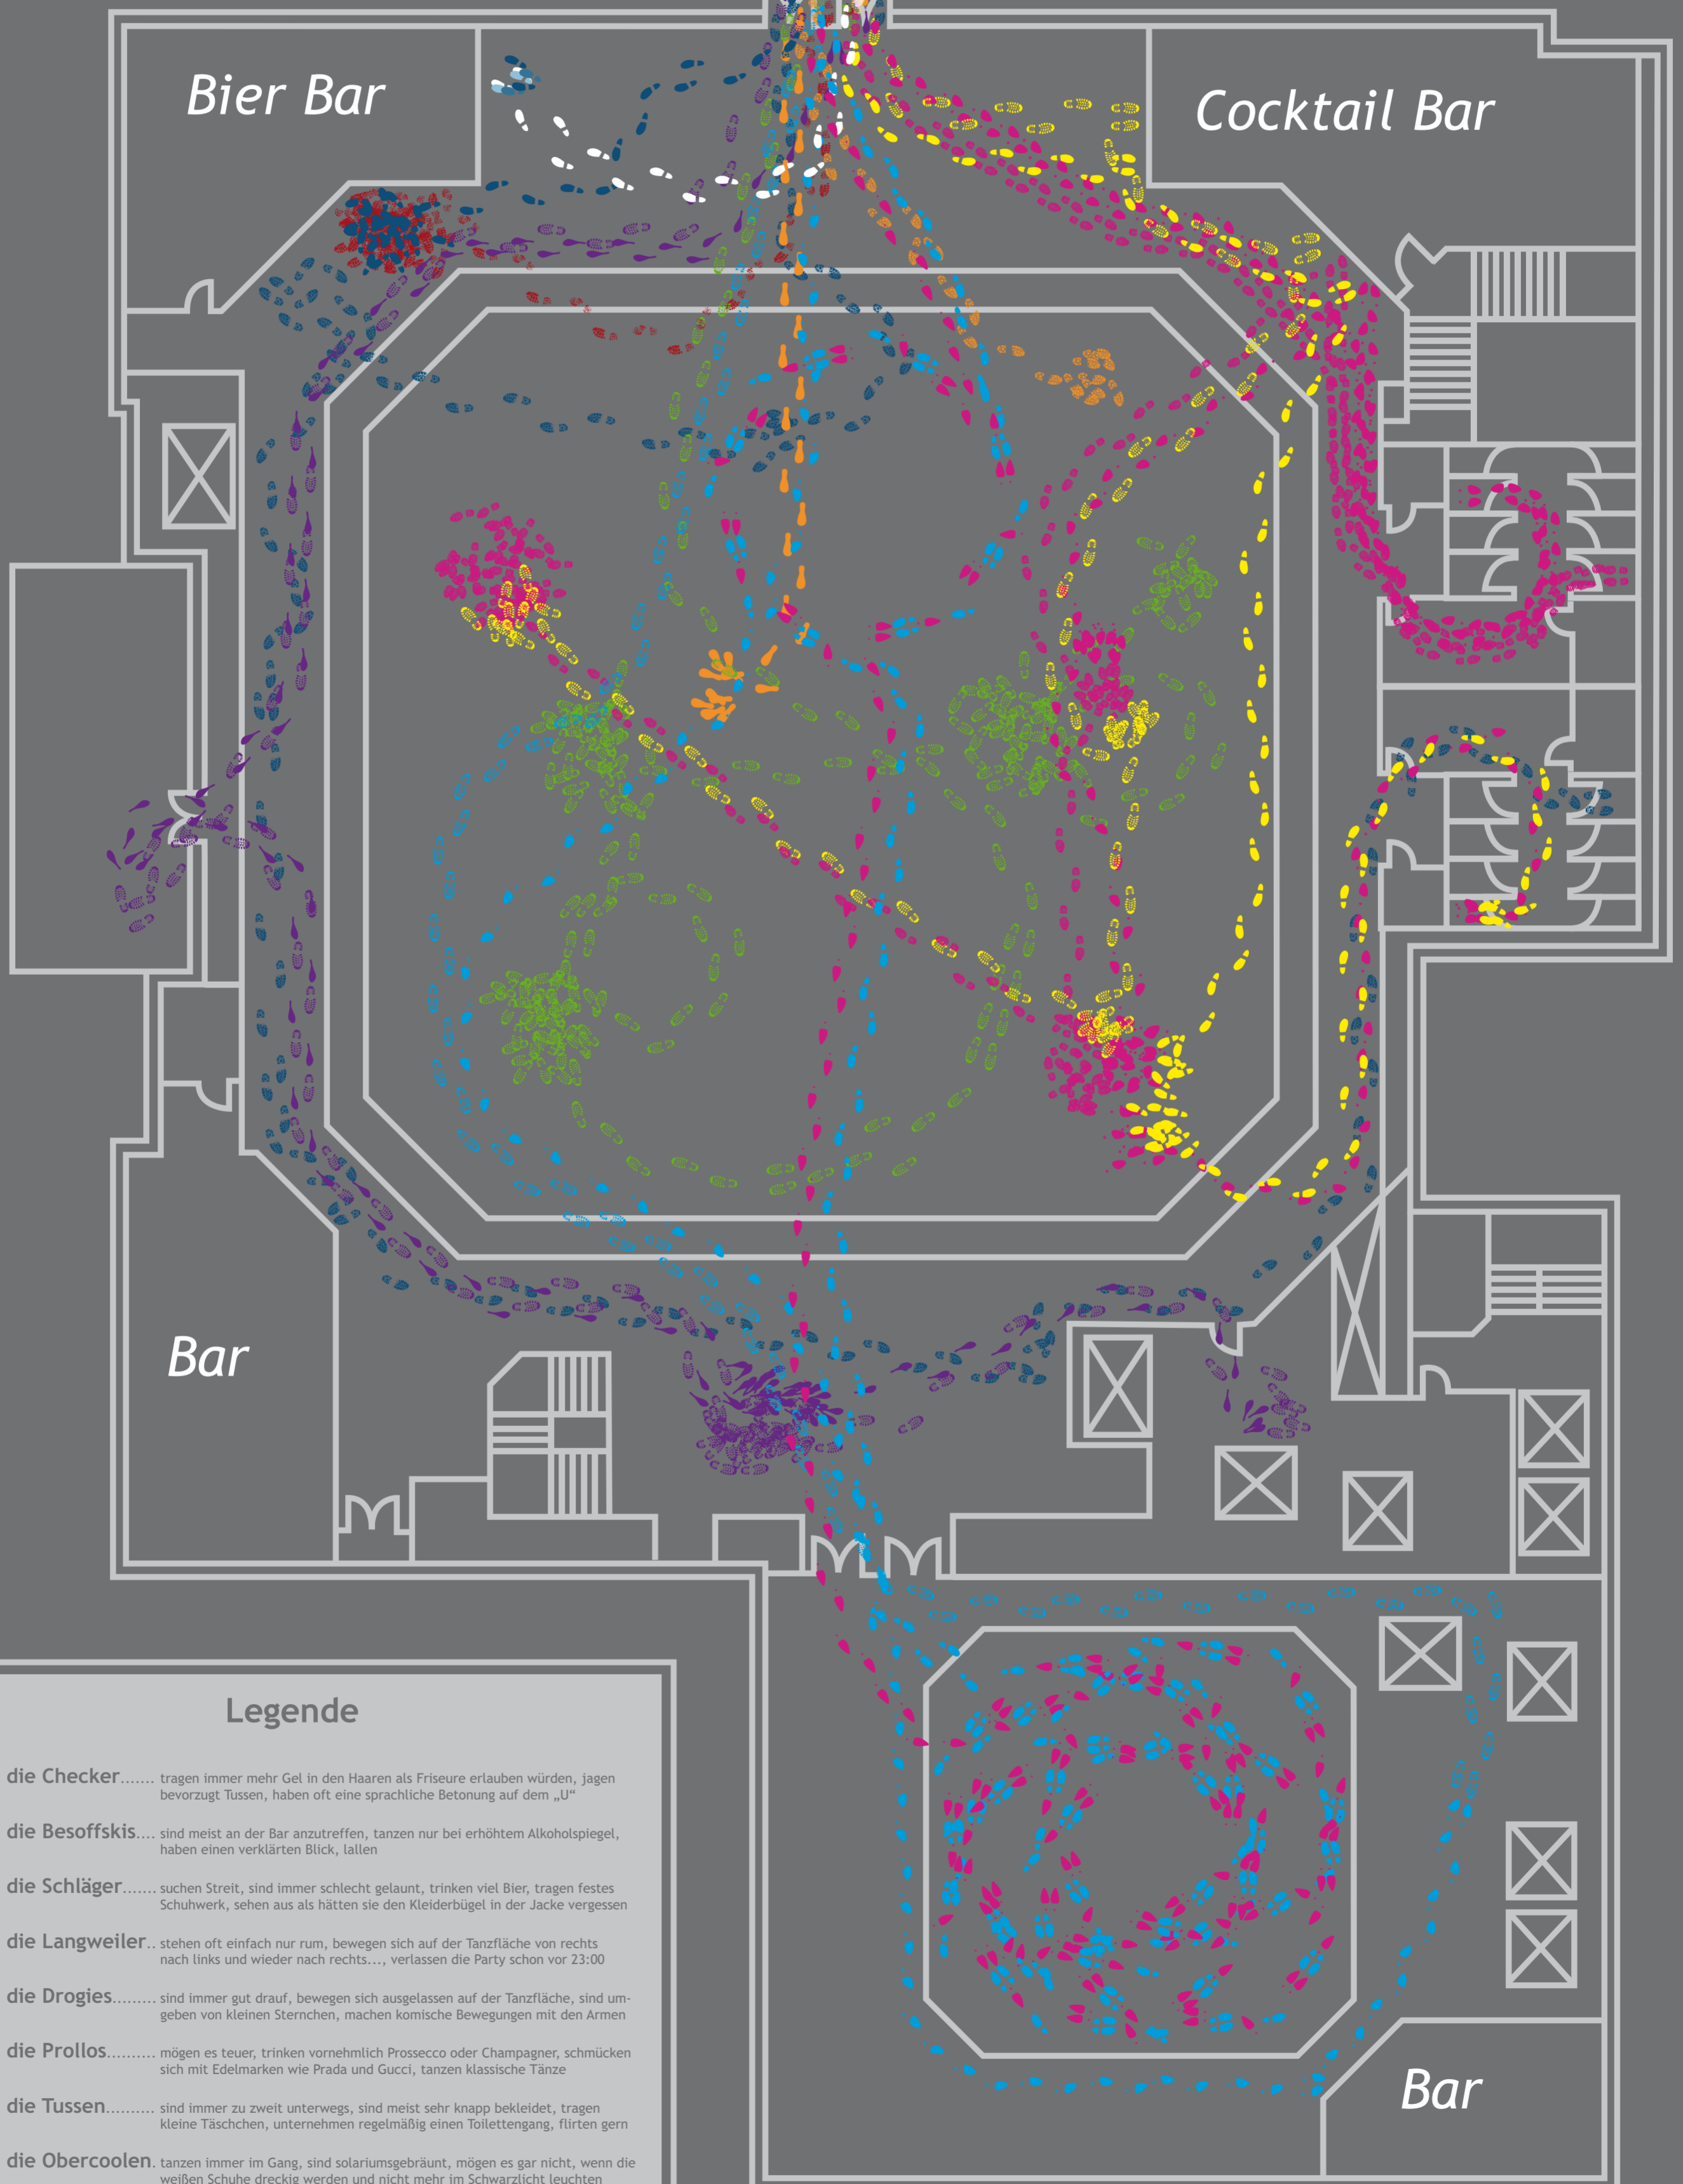 Bier Bar
Cocktail Bar
Bar
Legende
die Checker....... tragen immer mehr Gel in den Haaren als Friseure erlauben würden, jagen
bevorzugt Tussen, haben oft eine sprachliche Betonung auf dem „U“
die Besoffskis.... sind meist an der Bar anzutreffen, tanzen nur bei erhöhtem Alkoholspiegel,
haben einen verklärten Blick, lallen
die Schläger....... suchen Streit, sind immer schlecht gelaunt, trinken viel Bier, tragen festes
Schuhwerk, sehen aus als hätten sie den Kleiderbügel in der Jacke vergessen
die Langweiler.. stehen oft einfach nur rum, bewegen sich auf der Tanzfläche von rechts
nach links und wieder nach rechts..., verlassen die Party schon vor 23:00
die Drogies......... sind immer gut drauf, bewegen sich ausgelassen auf der Tanzfläche, sind um-
geben von kleinen Sternchen, machen komische Bewegungen mit den Armen
die Prollos.......... mögen es teuer, trinken vornehmlich Prossecco oder Champagner, schmücken
sich mit Edelmarken wie Prada und Gucci, tanzen klassische Tänze
die Tussen.......... sind immer zu zweit unterwegs, sind meist sehr knapp bekleidet, tragen
kleine Täschchen, unternehmen regelmäßig einen Toilettengang, flirten gern
die Obercoolen. tanzen immer im Gang, sind solariumsgebräunt, mögen es gar nicht, wenn die
weißen Schuhe dreckig werden und nicht mehr im Schwarzlicht leuchten
Bar